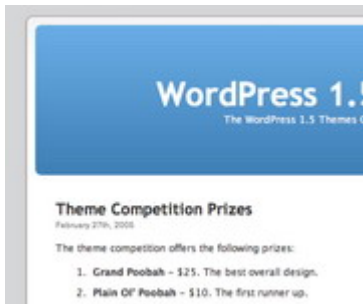 WordPress 1.5
The WordPress 1.5 Themes
Theme Competition Prizes
February 27th, 2005
The theme competition offers the following prizes:
1. Grand Poobah – $25. The best overall design.
2. Plain Ol' Poobah – $10. The first runner up.